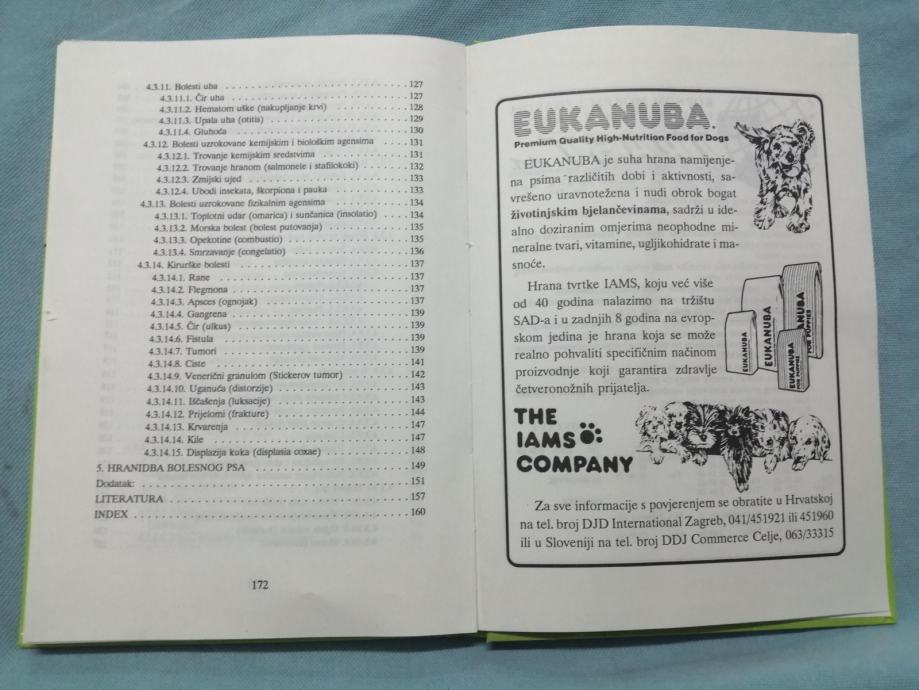 4.3.11. Bolesti uha . . . . . . . . . . . . . . . . . . . . . . . . . . 127
4.3.11.1. Čir uha . . . . . . . . . . . . . . . . . . . . . . . . 127
4.3.11.2. Hematom uške (nakupljanje krvi) . . . . . . . . . . . 128
4.3.11.3. Upala uha (otitis) . . . . . . . . . . . . . . . . . . . 129
4.3.11.4. Gluhoća . . . . . . . . . . . . . . . . . . . . . . . . 130
4.3.12. Bolesti uzrokovane kemijskim i biološkim agensima . . . . . 131
4.3.12.1. Trovanje kemijskim sredstvima . . . . . . . . . . . . 131
4.3.12.2. Trovanje hranom (salmonele i stafilokoki) . . . . . . . 132
4.3.12.3. Zmijski ujed . . . . . . . . . . . . . . . . . . . . . . 133
4.3.12.4. Ubodi insekata, škorpiona i pauka . . . . . . . . . . 133
4.3.13. Bolesti uzrokovane fizikalnim agensima . . . . . . . . . . . 134
4.3.13.1. Toplotni udar (omarica) i sunčanica (insolatio) . . . . 134
4.3.13.2. Morska bolest (bolest putovanja) . . . . . . . . . . . 135
4.3.13.3. Opekotine (combustio) . . . . . . . . . . . . . . . . 135
4.3.13.4. Smrzavanje (congelatio) . . . . . . . . . . . . . . . 136
4.3.14. Kirurške bolesti . . . . . . . . . . . . . . . . . . . . . . 137
4.3.14.1. Rane . . . . . . . . . . . . . . . . . . . . . . . . . 137
4.3.14.2. Flegmona . . . . . . . . . . . . . . . . . . . . . . . 137
4.3.14.3. Apsces (ognojak) . . . . . . . . . . . . . . . . . . . 137
4.3.14.4. Gangrena . . . . . . . . . . . . . . . . . . . . . . . 139
4.3.14.5. Čir (ulkus) . . . . . . . . . . . . . . . . . . . . . . 139
4.3.14.6. Fistula . . . . . . . . . . . . . . . . . . . . . . . . 139
4.3.14.7. Tumori . . . . . . . . . . . . . . . . . . . . . . . . 139
4.3.14.8. Ciste . . . . . . . . . . . . . . . . . . . . . . . . . 141
4.3.14.9. Venerični granulom (Stickerov tumor) . . . . . . . . 142
4.3.14.10. Uganuća (distorzije) . . . . . . . . . . . . . . . . . 143
4.3.14.11. Iščašenja (luksacije) . . . . . . . . . . . . . . . . . 143
4.3.14.12. Prijelomi (frakture) . . . . . . . . . . . . . . . . . 144
4.3.14.13. Krvarenja . . . . . . . . . . . . . . . . . . . . . . 147
4.3.14.14. Kile . . . . . . . . . . . . . . . . . . . . . . . . . 147
4.3.14.15. Displazija kuka (displasia coxae) . . . . . . . . . . 148
5. HRANIDBA BOLESNOG PSA . . . . . . . . . . . . . . . . . . . 149
Dodatak: . . . . . . . . . . . . . . . . . . . . . . . . . . . . . 151
LITERATURA . . . . . . . . . . . . . . . . . . . . . . . . . . . 157
INDEX . . . . . . . . . . . . . . . . . . . . . . . . . . . . . . 160
172
EUKANUBA.
Premium Quality High-Nutrition Food for Dogs
EUKANUBA je suha hrana namijenje-
na psima različitih dobi i aktivnosti, sa-
vršeno uravnotežena i nudi obrok bogat
životinjskim bjelančevinama, sadrži u ide-
alno doziranim omjerima neophodne mi-
neralne tvari, vitamine, ugljikohidrate i ma-
snoće.
Hrana tvrtke IAMS, koju već više
od 40 godina nalazimo na tržištu
SAD-a i u zadnjih 8 godina na evrop-
skom jedina je hrana koja se može
realno pohvaliti specifičnim načinom
proizvodnje koji garantira zdravlje
četveronožnih prijatelja.
EUKANUBA
EUKANUBA
EUKANUBA
FOR PUPPIES
EUKANUBA
FOR PUPPIES
THE
IAMS
COMPANY
Za sve informacije s povjerenjem se obratite u Hrvatskoj
na tel. broj DJD International Zagreb, 041/451921 ili 451960
ili u Sloveniji na tel. broj DDJ Commerce Celje, 063/33315